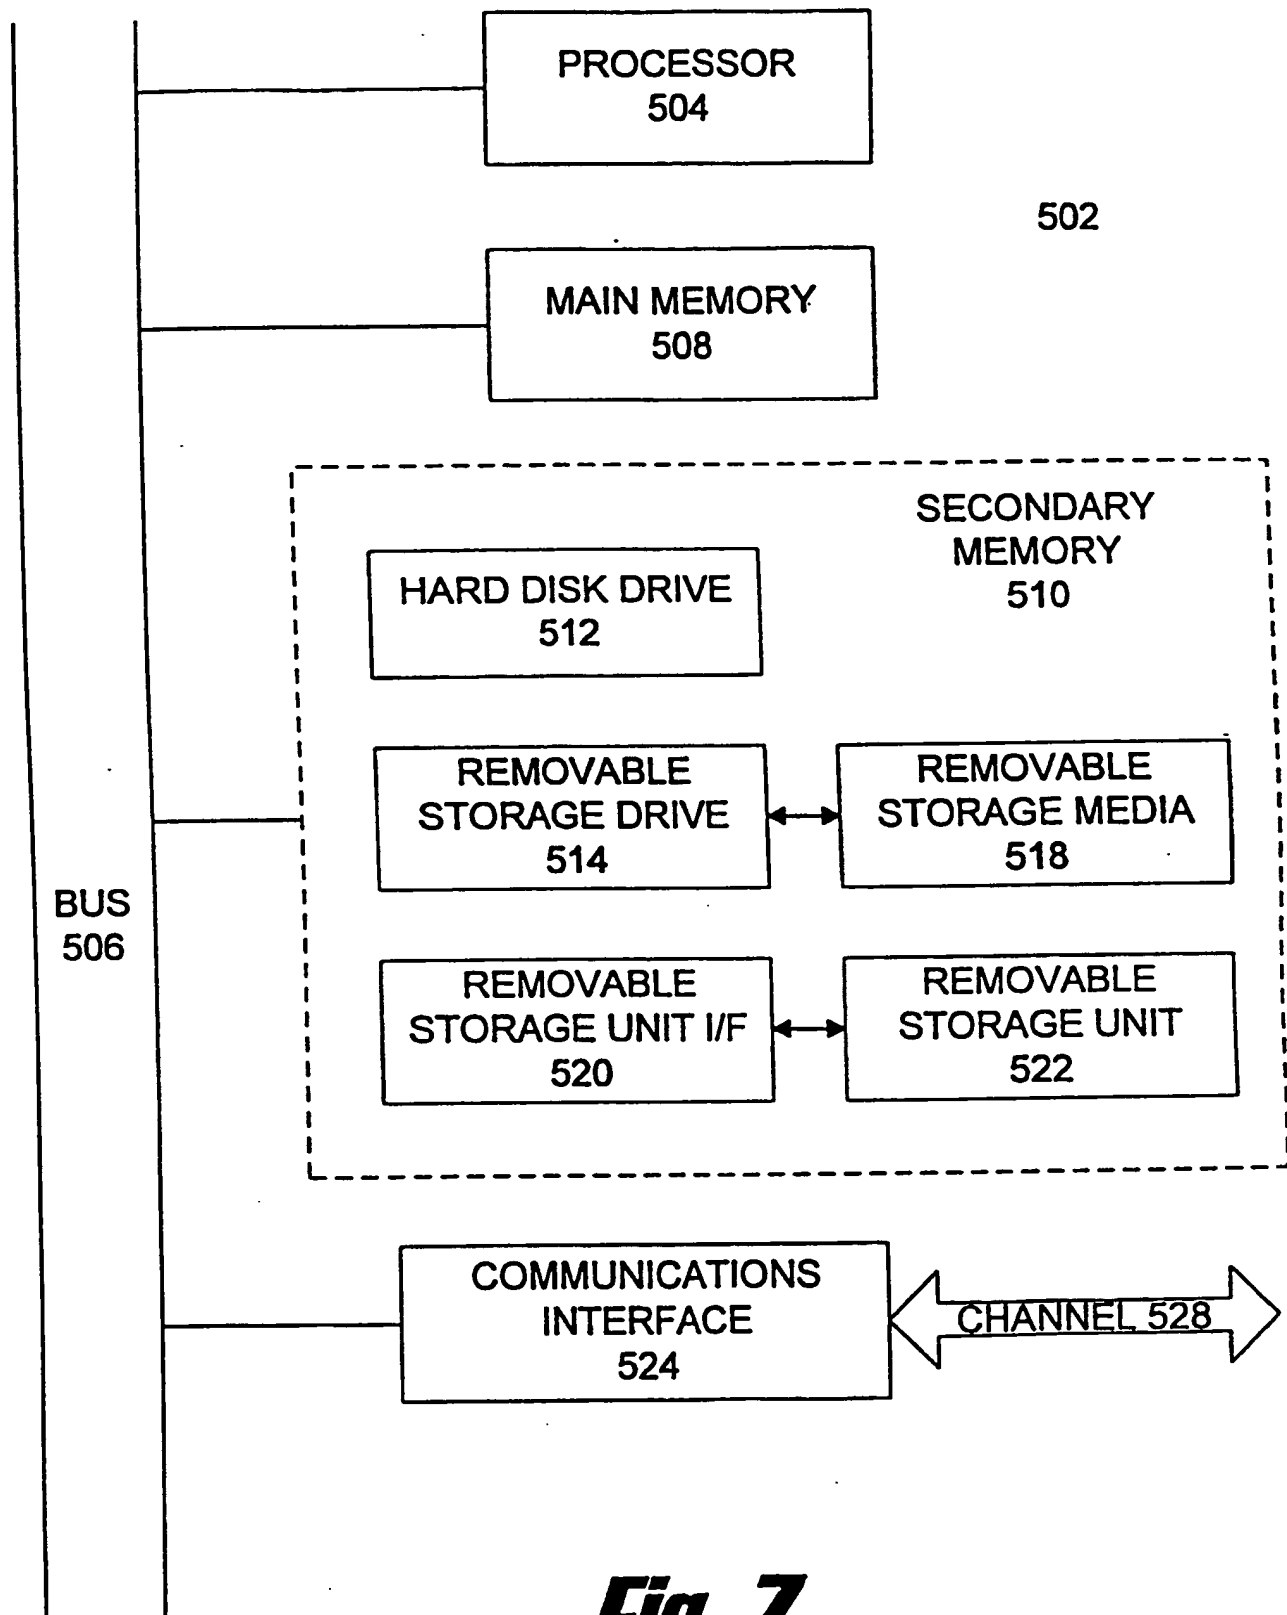 PROCESSOR
504
502
MAIN MEMORY
508
SECONDARY
MEMORY
510
HARD DISK DRIVE
512
REMOVABLE
STORAGE DRIVE
514
REMOVABLE
STORAGE MEDIA
518
BUS
506
REMOVABLE
STORAGE UNIT I/F
520
REMOVABLE
STORAGE UNIT
522
COMMUNICATIONS
INTERFACE
524
CHANNEL 528
Fig. 7